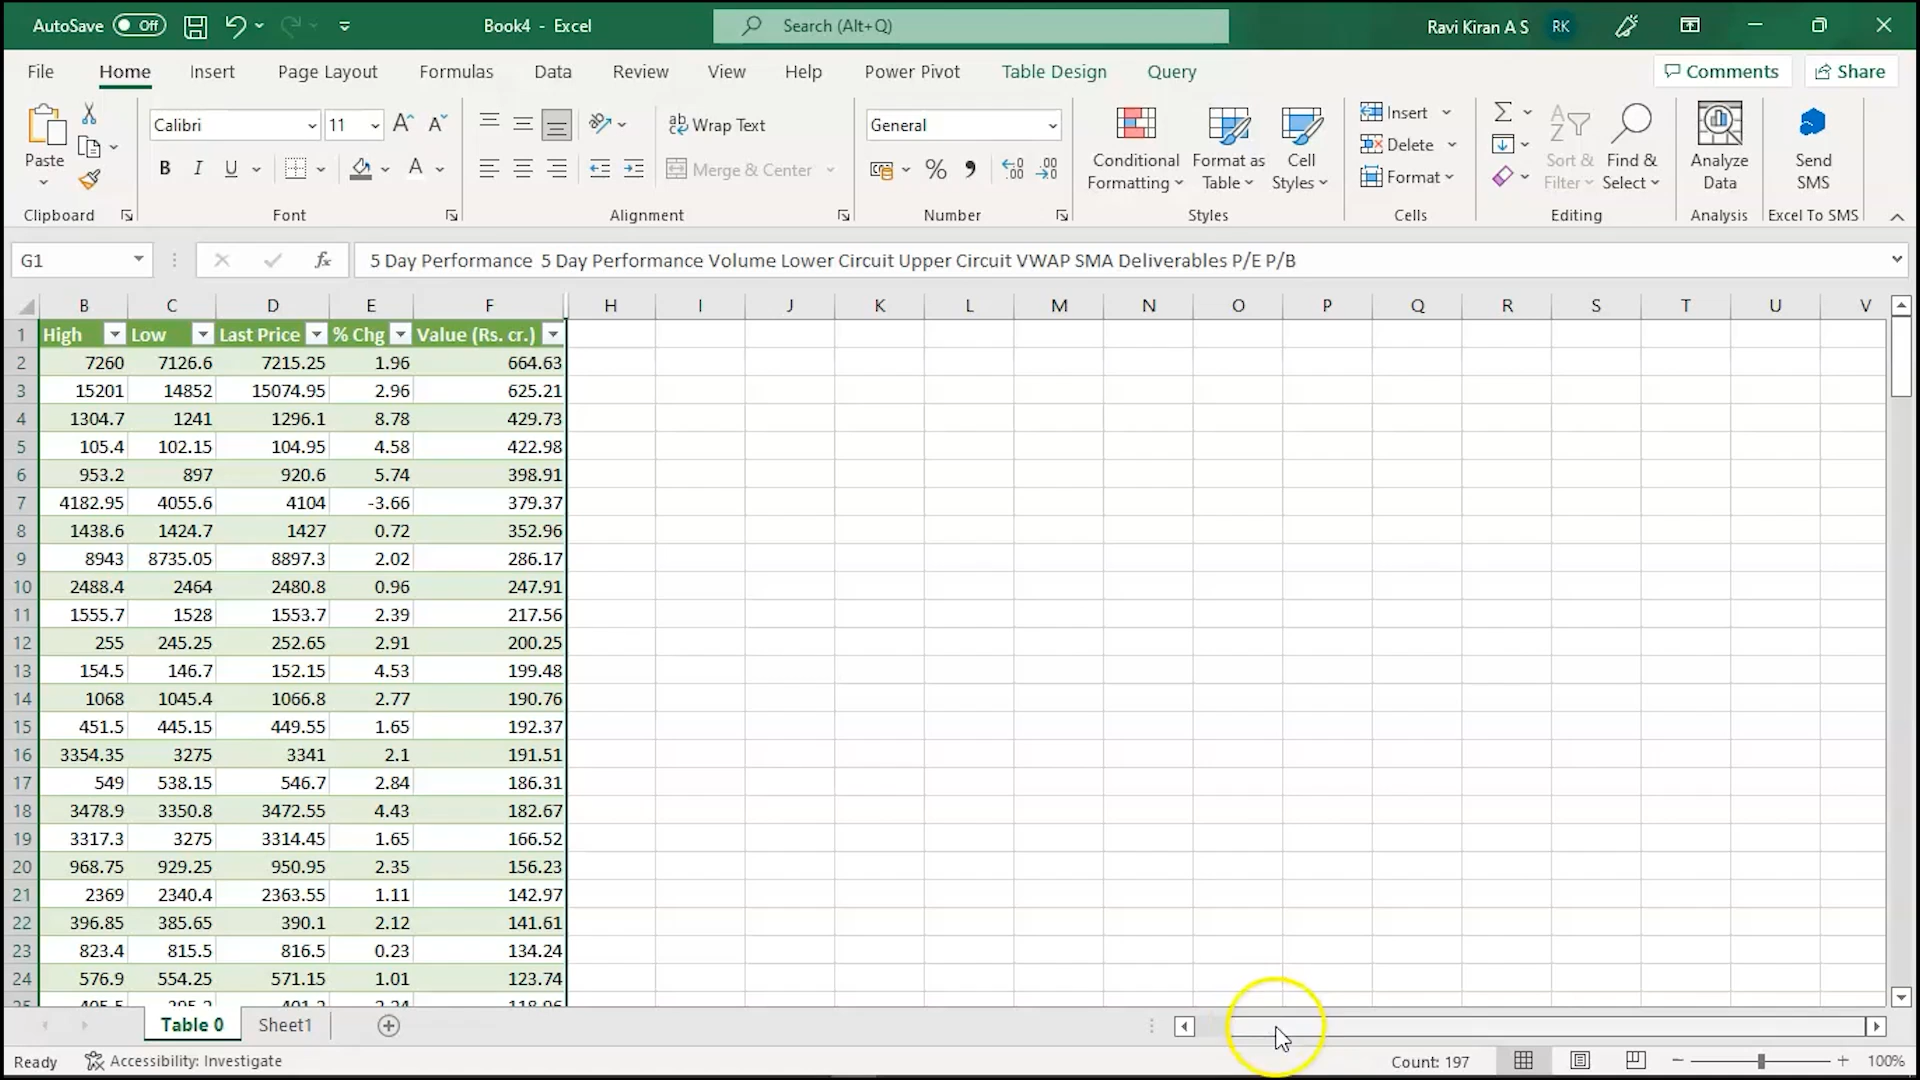 AutoSave Off Book4 - Excel Search (Alt+Q) Ravi Kiran A S RK
File Home Insert Page Layout Formulas Data Review View Help Power Pivot Table Design Query Comments Share
Calibri 11 Wrap Text General Insert
Paste Merge & Center Conditional Formatting Format as Table Cell Styles Delete Sort & Filter Find & Select Analyze Data Send SMS
B I U A % Format
Clipboard Font Alignment Number Styles Cells Editing Analysis Excel To SMS
G1 fx 5 Day Performance 5 Day Performance Volume Lower Circuit Upper Circuit VWAP SMA Deliverables P/E P/B
B C D E F H I J K L M N O P Q R S T U V
1 High Low Last Price % Chg Value (Rs. cr.)
2 7260 7126.6 7215.25 1.96 664.63
3 15201 14852 15074.95 2.96 625.21
4 1304.7 1241 1296.1 8.78 429.73
5 105.4 102.15 104.95 4.58 422.98
6 953.2 897 920.6 5.74 398.91
7 4182.95 4055.6 4104 -3.66 379.37
8 1438.6 1424.7 1427 0.72 352.96
9 8943 8735.05 8897.3 2.02 286.17
10 2488.4 2464 2480.8 0.96 247.91
11 1555.7 1528 1553.7 2.39 217.56
12 255 245.25 252.65 2.91 200.25
13 154.5 146.7 152.15 4.53 199.48
14 1068 1045.4 1066.8 2.77 190.76
15 451.5 445.15 449.55 1.65 192.37
16 3354.35 3275 3341 2.1 191.51
17 549 538.15 546.7 2.84 186.31
18 3478.9 3350.8 3472.55 4.43 182.67
19 3317.3 3275 3314.45 1.65 166.52
20 968.75 929.25 950.95 2.35 156.23
21 2369 2340.4 2363.55 1.11 142.97
22 396.85 385.65 390.1 2.12 141.61
23 823.4 815.5 816.5 0.23 134.24
24 576.9 554.25 571.15 1.01 123.74
Table 0 Sheet1
Ready Accessibility: Investigate Count: 197 100%